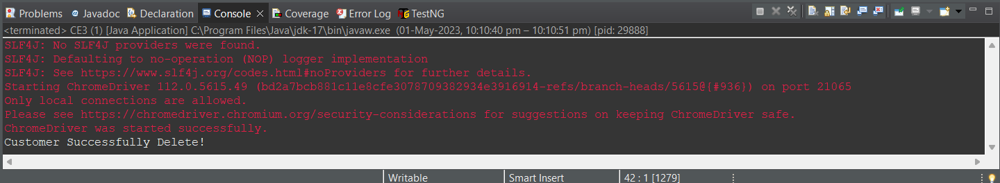 Problems Javadoc Declaration Console Coverage Error Log TestNG
<terminated> CE3 (1) [Java Application] C:\Program Files\Java\jdk-17\bin\javaw.exe (01-May-2023, 10:10:40 pm – 10:10:51 pm) [pid: 29888]
SLF4J: No SLF4J providers were found.
SLF4J: Defaulting to no-operation (NOP) logger implementation
SLF4J: See https://www.slf4j.org/codes.html#noProviders for further details.
Starting ChromeDriver 112.0.5615.49 (bd2a7bcb881c11e8cfe3078709382934e3916914-refs/branch-heads/5615@{#936}) on port 21065
Only local connections are allowed.
Please see https://chromedriver.chromium.org/security-considerations for suggestions on keeping ChromeDriver safe.
ChromeDriver was started successfully.
Customer Successfully Delete!
Writable Smart Insert 42 : 1 [1279]